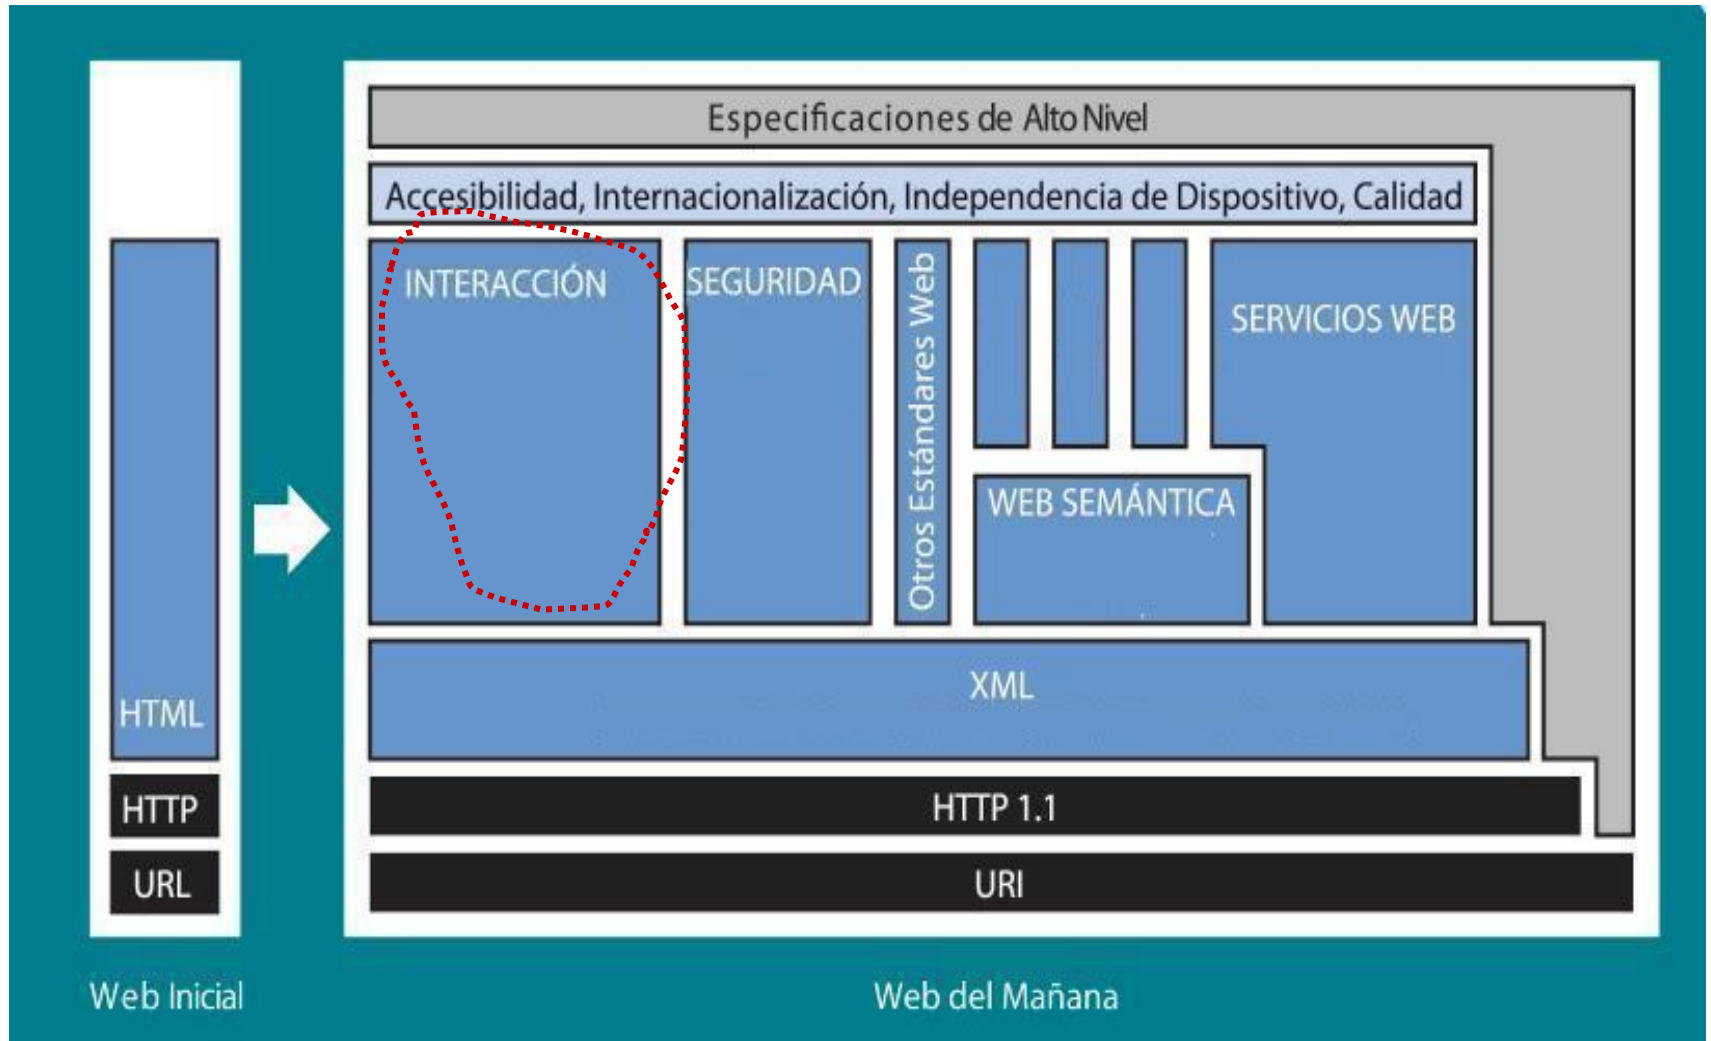 Especificaciones de Alto Nivel
Accesibilidad, Internacionalización, Independencia de Dispositivo, Calidad
INTERACCIÓN
SEGURIDAD
Otros Estándares Web
SERVICIOS WEB
WEB SEMÁNTICA
XML
HTML
HTTP
HTTP 1.1
URL
URI
Web Inicial
Web del Mañana